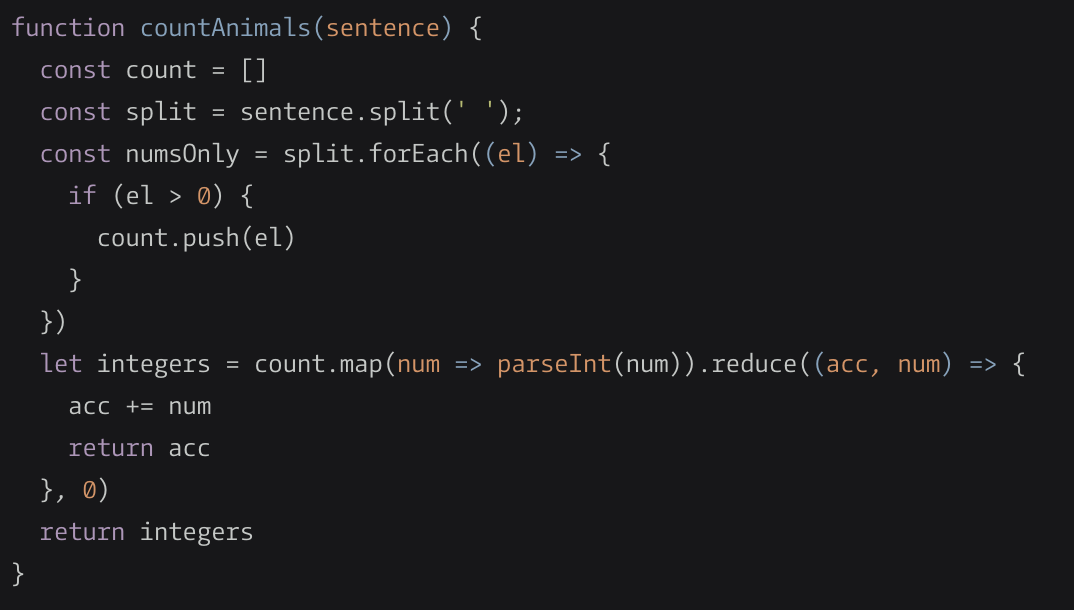 function countAnimals(sentence) {
  const count = []
  const split = sentence.split(' ');
  const numsOnly = split.forEach((el) => {
    if (el > 0) {
      count.push(el)
    }
  })
  let integers = count.map(num => parseInt(num)).reduce((acc, num) => {
    acc += num
    return acc
  }, 0)
  return integers
}